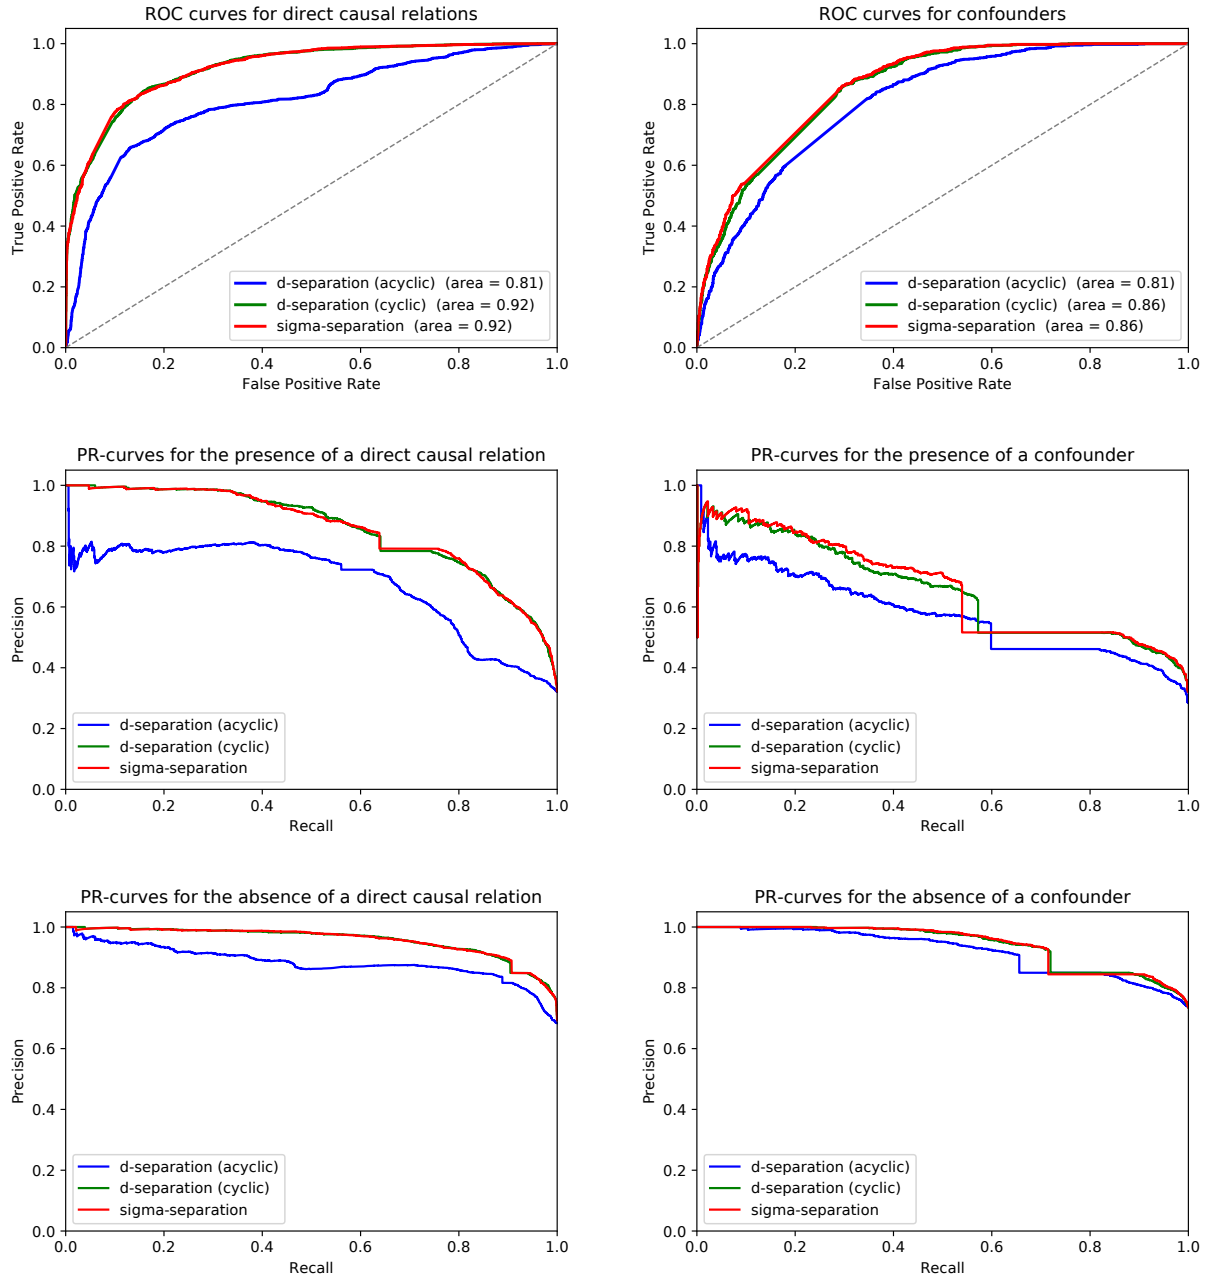 ROC curves for direct causal relations
1.0
0.8
0.6
0.4
0.2
0.0
True Positive Rate
d-separation (acyclic) (area = 0.81)
d-separation (cyclic) (area = 0.92)
sigma-separation (area = 0.92)
0.0 0.2 0.4 0.6 0.8 1.0
False Positive Rate
ROC curves for confounders
1.0
0.8
0.6
0.4
0.2
0.0
True Positive Rate
d-separation (acyclic) (area = 0.81)
d-separation (cyclic) (area = 0.86)
sigma-separation (area = 0.86)
0.0 0.2 0.4 0.6 0.8 1.0
False Positive Rate
PR-curves for the presence of a direct causal relation
1.0
0.8
0.6
0.4
0.2
0.0
Precision
d-separation (acyclic)
d-separation (cyclic)
sigma-separation
0.0 0.2 0.4 0.6 0.8 1.0
Recall
PR-curves for the presence of a confounder
1.0
0.8
0.6
0.4
0.2
0.0
Precision
d-separation (acyclic)
d-separation (cyclic)
sigma-separation
0.0 0.2 0.4 0.6 0.8 1.0
Recall
PR-curves for the absence of a direct causal relation
1.0
0.8
0.6
0.4
0.2
0.0
Precision
d-separation (acyclic)
d-separation (cyclic)
sigma-separation
0.0 0.2 0.4 0.6 0.8 1.0
Recall
PR-curves for the absence of a confounder
1.0
0.8
0.6
0.4
0.2
0.0
Precision
d-separation (acyclic)
d-separation (cyclic)
sigma-separation
0.0 0.2 0.4 0.6 0.8 1.0
Recall